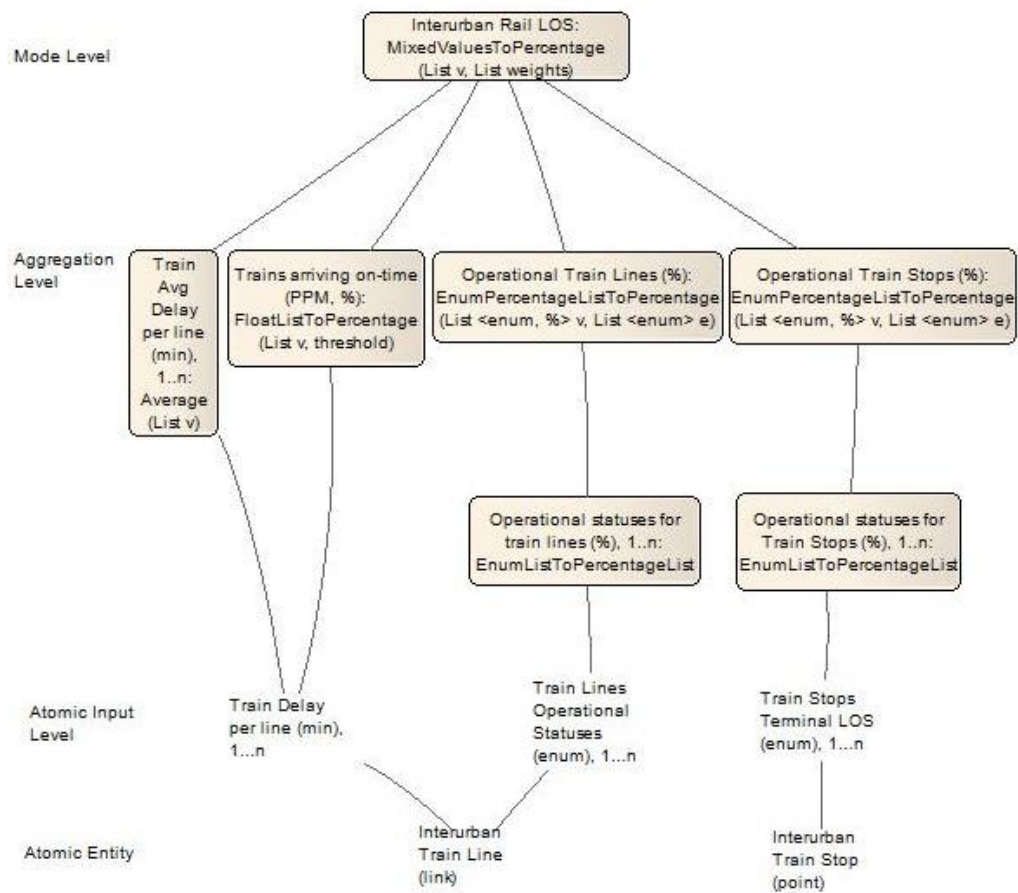 Interurban Rail LOS:
MixedValuesToPercentage
(List v, List weights)
Mode Level
Aggregation
Level
Train
Avg
Delay
per line
(min),
1..n:
Average
(List v)
Trains arriving on-time
(PPM, %):
FloatListToPercentage
(List v, threshold)
Operational Train Lines (%):
EnumPercentageListToPercentage
(List <enum, %> v, List <enum> e)
Operational Train Stops (%):
EnumPercentageListToPercentage
(List <enum, %> v, List <enum> e)
Operational statuses for
train lines (%), 1..n:
EnumListToPercentageList
Operational statuses for
Train Stops (%), 1..n:
EnumListToPercentageList
Atomic Input
Level
Train Delay
per line (min),
1...n
Train Lines
Operational
Statuses
(enum), 1...n
Train Stops
Terminal LOS
(enum), 1...n
Atomic Entity
Interurban
Train Line
(link)
Interurban
Train Stop
(point)